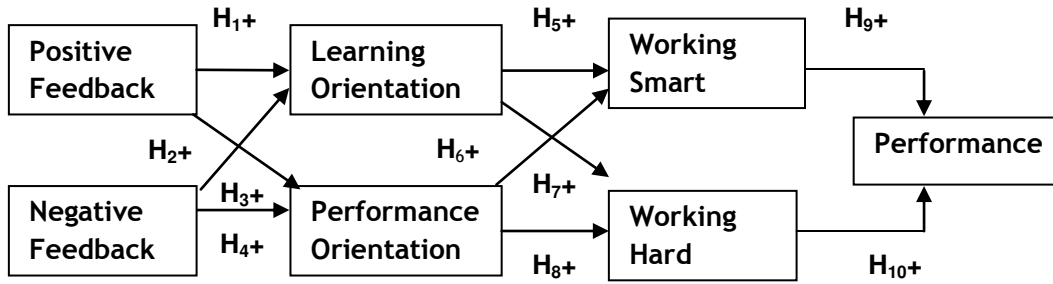 H₁+
H₅+
H₉+
Positive
Feedback
Learning
Orientation
Working
Smart
H₂+
H₆+
Performance
H₃+
H₇+
Negative
Feedback
H₄+
Performance
Orientation
H₈+
Working
Hard
H₁₀+